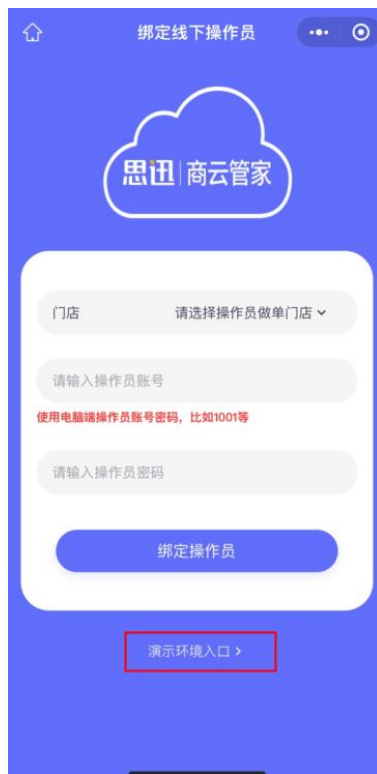 绑定线下操作员
思迅|商云管家
门店 请选择操作员做单门店
请输入操作员账号
使用电脑端操作员账号密码，比如1001等
请输入操作员密码
绑定操作员
演示环境入口 >